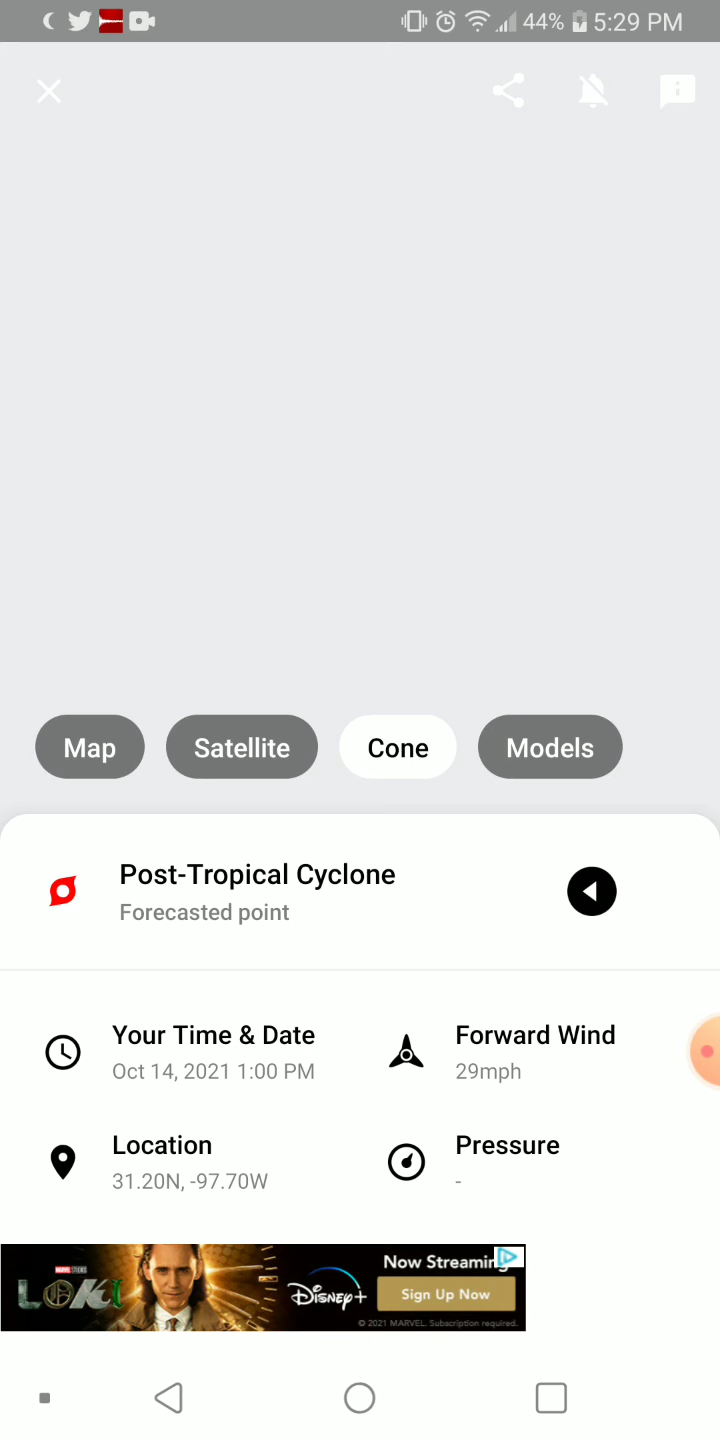 44% 5:29 PM
Map Satellite Cone Models
Post-Tropical Cyclone
Forecasted point
Your Time & Date
Oct 14, 2021 1:00 PM
Forward Wind
29mph
Location
31.20N, -97.70W
Pressure
-
MARVEL STUDIOS
LOKI
Disney+
Now Streaming
Sign Up Now
© 2021 MARVEL. Subscription required.